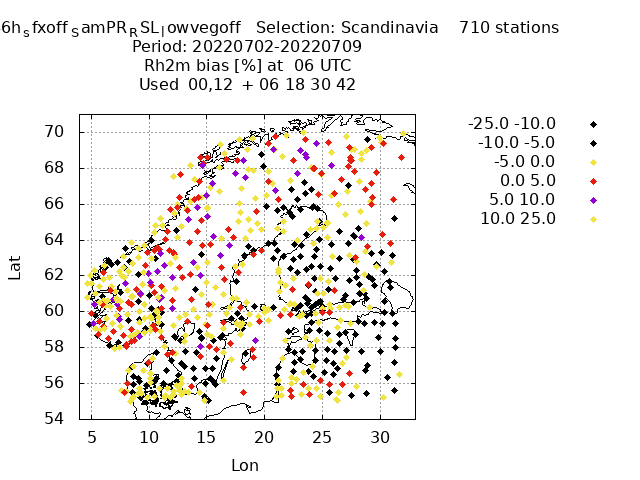 6h_sfxoff_SamPR_RSL_lowvegoff   Selection: Scandinavia    710 stations
Period: 20220702-20220709
Rh2m bias [%] at  06 UTC
Used  00,12  + 06 18 30 42
-25.0 -10.0
-10.0 -5.0
-5.0 0.0
0.0 5.0
5.0 10.0
10.0 25.0
70
68
66
64
62
60
58
56
54
Lat
5 10 15 20 25 30
Lon